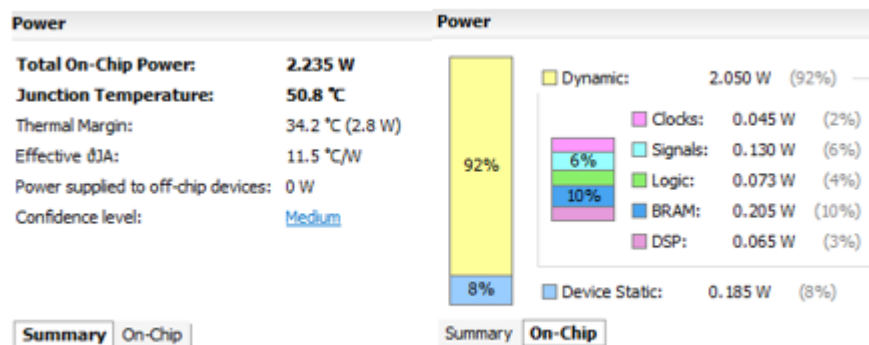 Power
Total On-Chip Power: 2.235 W
Junction Temperature: 50.8 °C
Thermal Margin: 34.2 °C (2.8 W)
Effective ϑJA: 11.5 °C/W
Power supplied to off-chip devices: 0 W
Confidence level: Medium
Summary On-Chip
Power
92%
8%
Dynamic: 2.050 W (92%)
6%
10%
Clocks: 0.045 W (2%)
Signals: 0.130 W (6%)
Logic: 0.073 W (4%)
BRAM: 0.205 W (10%)
DSP: 0.065 W (3%)
Device Static: 0.185 W (8%)
Summary On-Chip